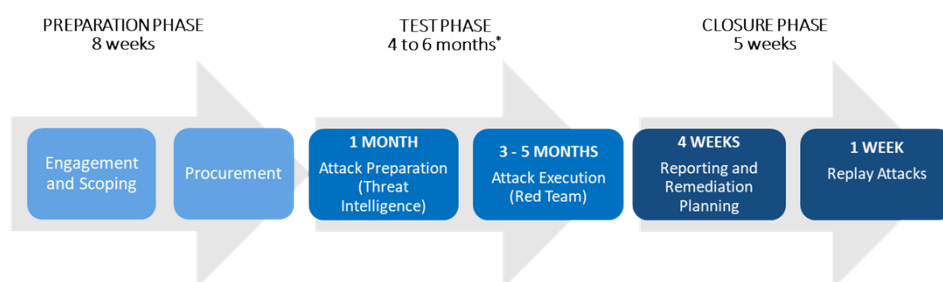 PREPARATION PHASE
8 weeks
TEST PHASE
4 to 6 months*
CLOSURE PHASE
5 weeks
Engagement
and Scoping
Procurement
1 MONTH
Attack Preparation
(Threat
Intelligence)
3 - 5 MONTHS
Attack Execution
(Red Team)
4 WEEKS
Reporting and
Remediation
Planning
1 WEEK
Replay Attacks